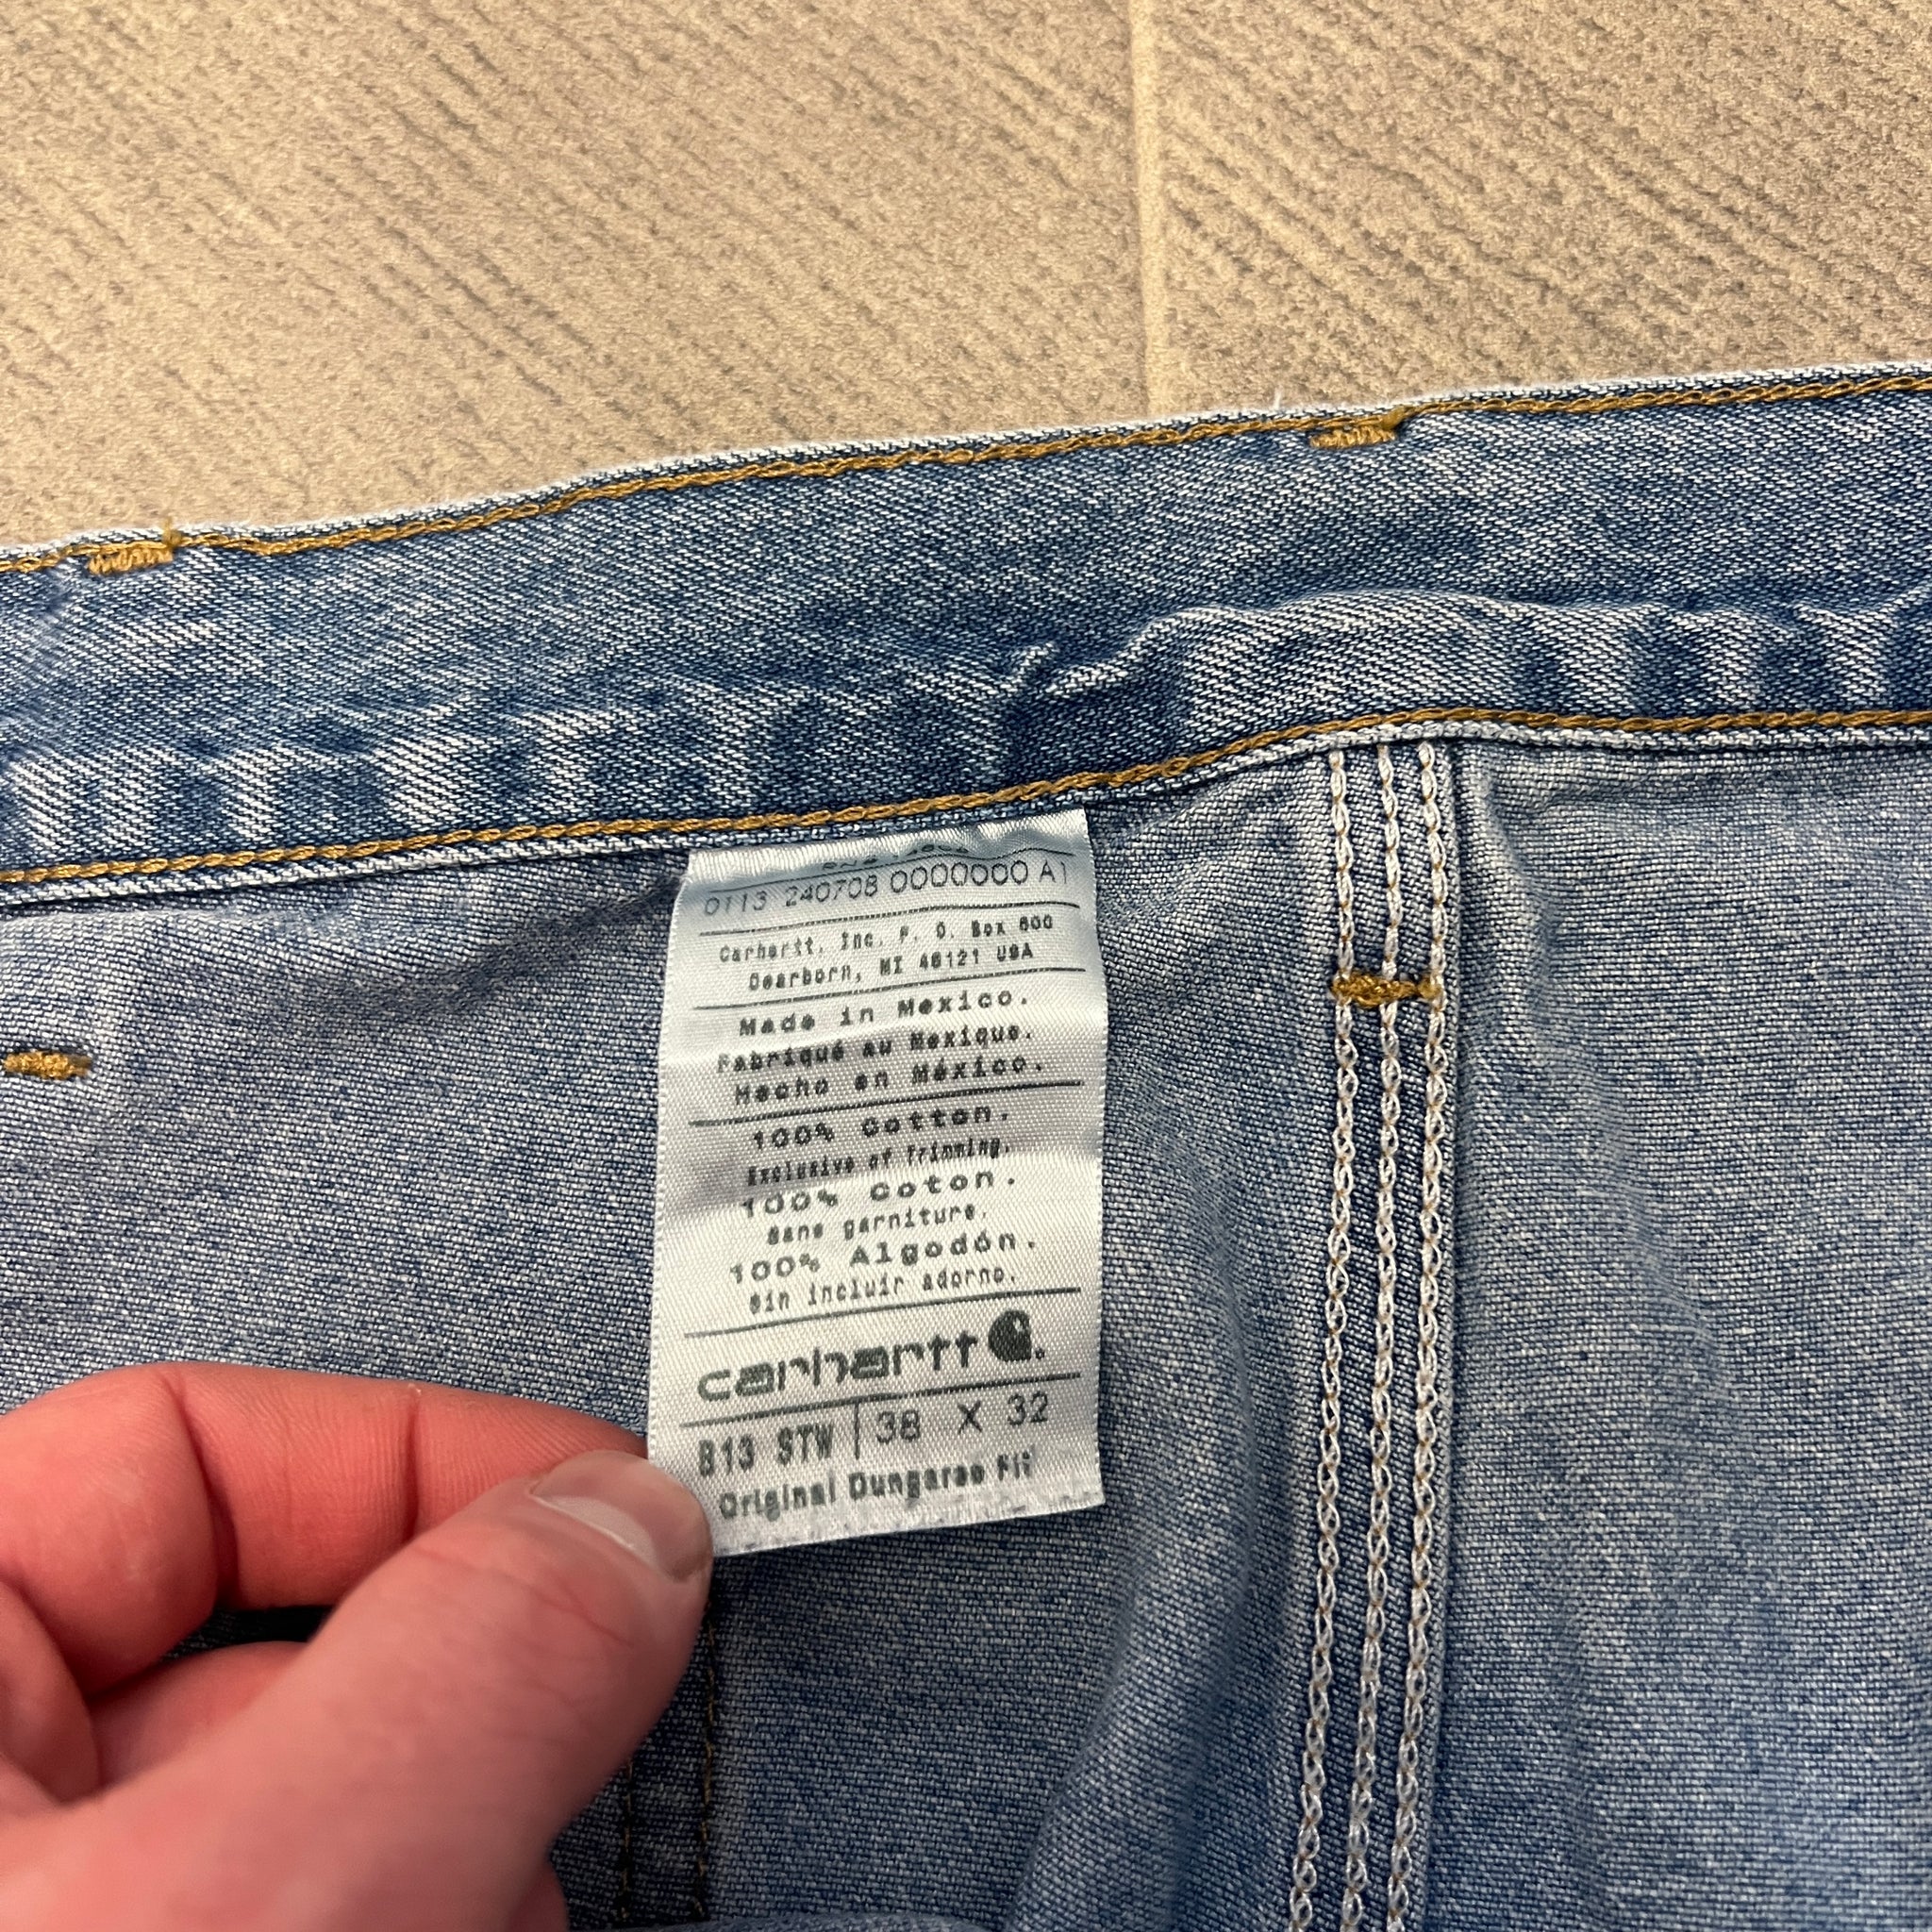 0113 240708 0000000 A1
Carhartt, Inc. P. O. Box 600
Dearborn, MI 48121 USA
Made in Mexico.
Fabriqué au Mexique.
Hecho en México.
100% Cotton.
Exclusive of trimming.
100% Coton.
Sans garniture.
100% Algodón.
Sin incluir adorno.
carhartt
B13 STW 38 X 32
Original Dungaree Fit